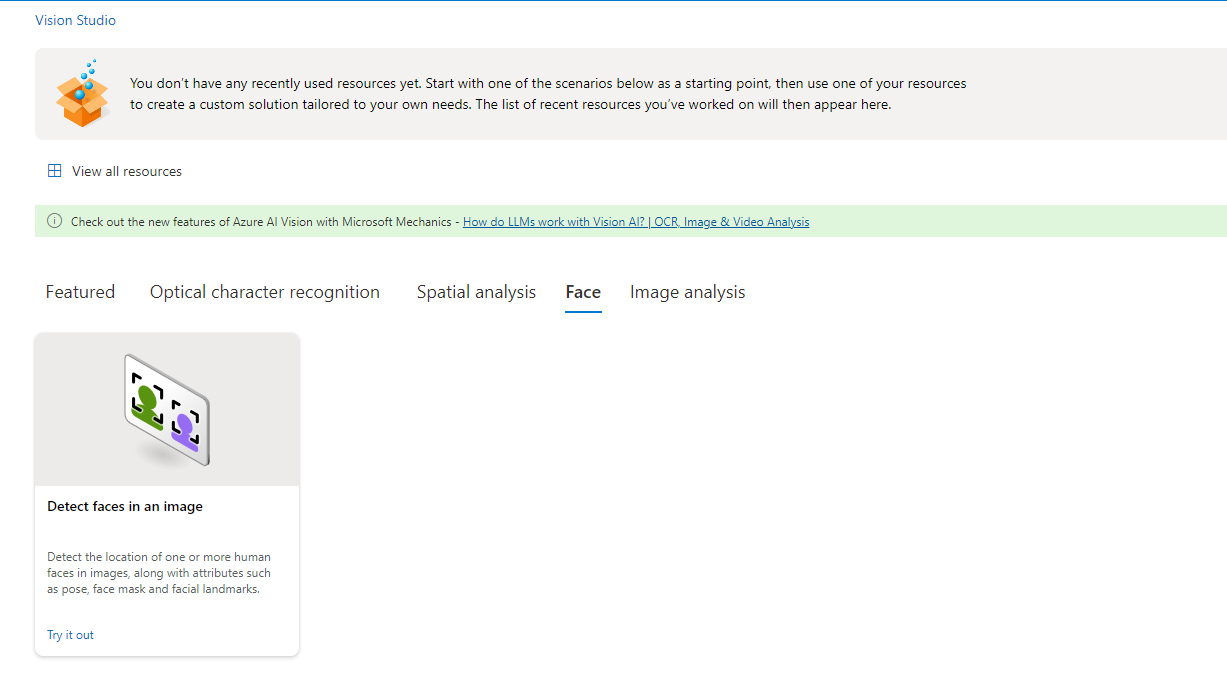 Vision Studio
You don't have any recently used resources yet. Start with one of the scenarios below as a starting point, then use one of your resources
to create a custom solution tailored to your own needs. The list of recent resources you've worked on will then appear here.
View all resources
Check out the new features of Azure AI Vision with Microsoft Mechanics - How do LLMs work with Vision AI? | OCR, Image & Video Analysis
Featured Optical character recognition Spatial analysis Face Image analysis
Detect faces in an image
Detect the location of one or more human
faces in images, along with attributes such
as pose, face mask and facial landmarks.
Try it out